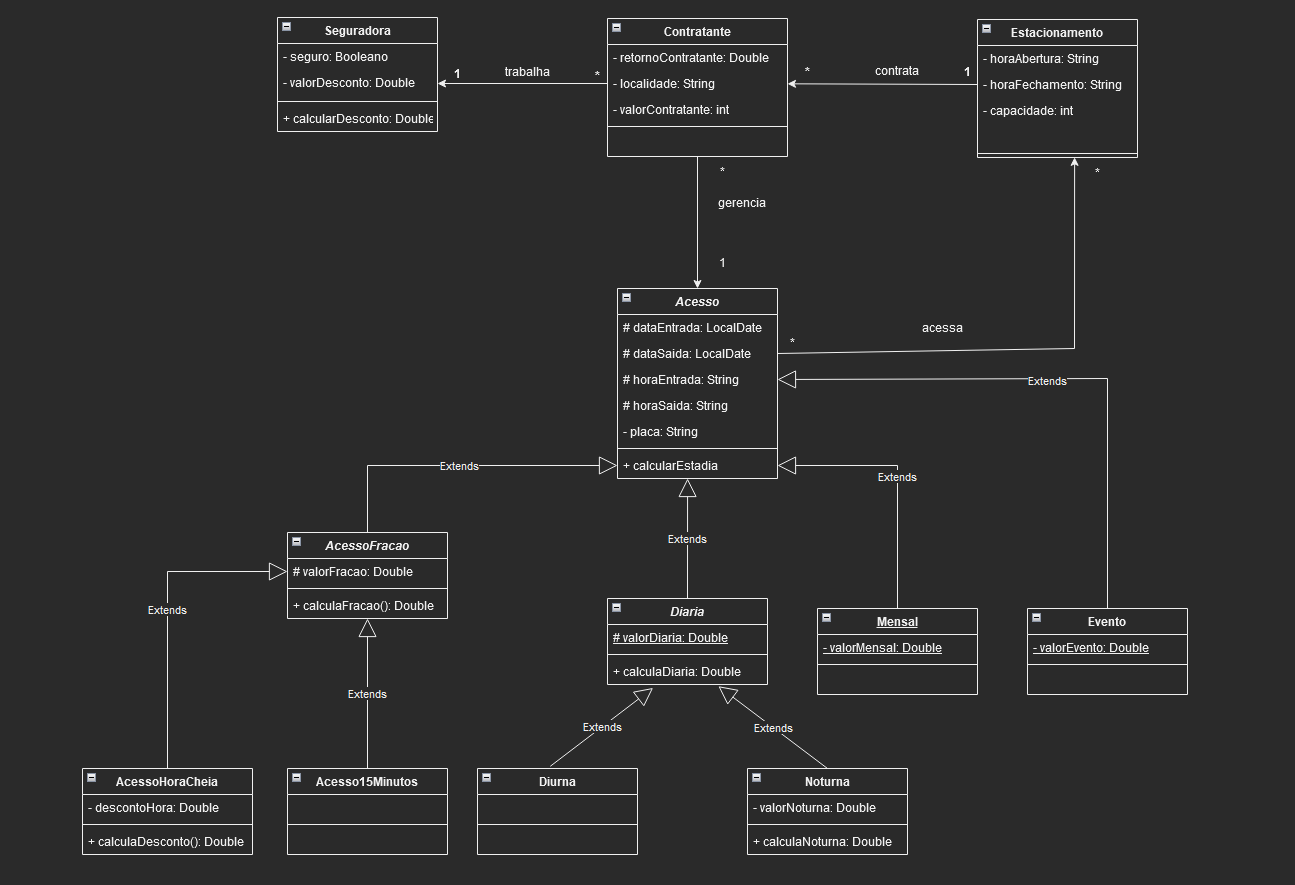 Seguradora
- seguro: Booleano
- valorDesconto: Double
+ calcularDesconto: Double
1
trabalha
*
Contratante
- retornoContratante: Double
- localidade: String
- valorContratante: int
*
contrata
1
Estacionamento
- horaAbertura: String
- horaFechamento: String
- capacidade: int
*
gerencia
1
*
Acesso
# dataEntrada: LocalDate
# dataSaida: LocalDate
# horaEntrada: String
# horaSaida: String
- placa: String
+ calcularEstadia
*
acessa
Extends
Extends
Extends
Extends
AcessoFracao
# valorFracao: Double
+ calculaFracao(): Double
Diaria
# valorDiaria: Double
+ calculaDiaria: Double
Mensal
- valorMensal: Double
Evento
- valorEvento: Double
Extends
Extends
Extends
Extends
AcessoHoraCheia
- descontoHora: Double
+ calculaDesconto(): Double
Acesso15Minutos
Diurna
Noturna
- valorNoturna: Double
+ calculaNoturna: Double